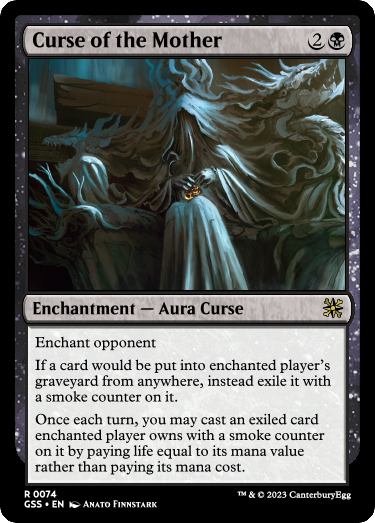 Curse of the Mother 2
Enchantment — Aura Curse
Enchant opponent
If a card would be put into enchanted player's
graveyard from anywhere, instead exile it with
a smoke counter on it.
Once each turn, you may cast an exiled card
enchanted player owns with a smoke counter
on it by paying life equal to its mana value
rather than paying its mana cost.
R 0074
GSS • EN Anato Finnstark
™ & © 2023 CanterburyEgg